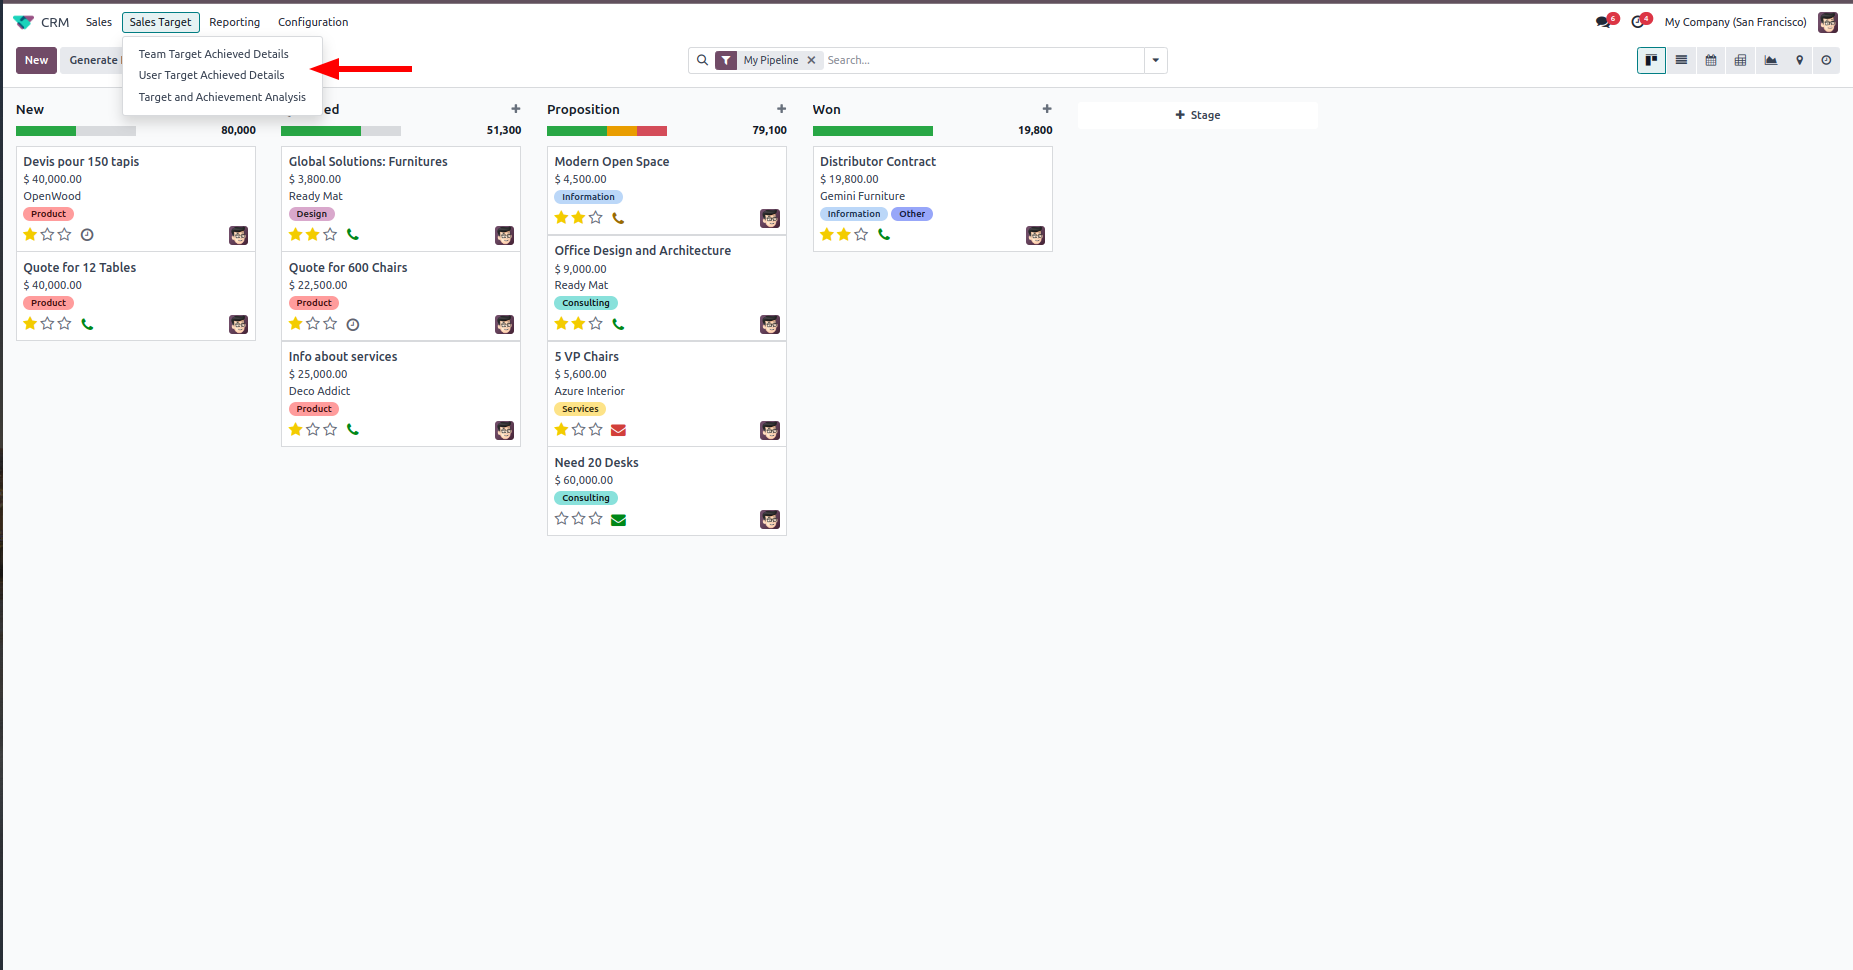 CRM Sales Sales Target Reporting Configuration 6 4 My Company (San Francisco)
New Generate My Pipeline Search...
Team Target Achieved Details
User Target Achieved Details
Target and Achievement Analysis
New
80,000
Devis pour 150 tapis
$ 40,000.00
OpenWood
Product
Quote for 12 Tables
$ 40,000.00
Product
ed
51,300
Global Solutions: Furnitures
$ 3,800.00
Ready Mat
Design
Quote for 600 Chairs
$ 22,500.00
Product
Info about services
$ 25,000.00
Deco Addict
Product
Proposition
79,100
Modern Open Space
$ 4,500.00
Information
Office Design and Architecture
$ 9,000.00
Ready Mat
Consulting
5 VP Chairs
$ 5,600.00
Azure Interior
Services
Need 20 Desks
$ 60,000.00
Consulting
Won
19,800
Distributor Contract
$ 19,800.00
Gemini Furniture
Information Other
Stage